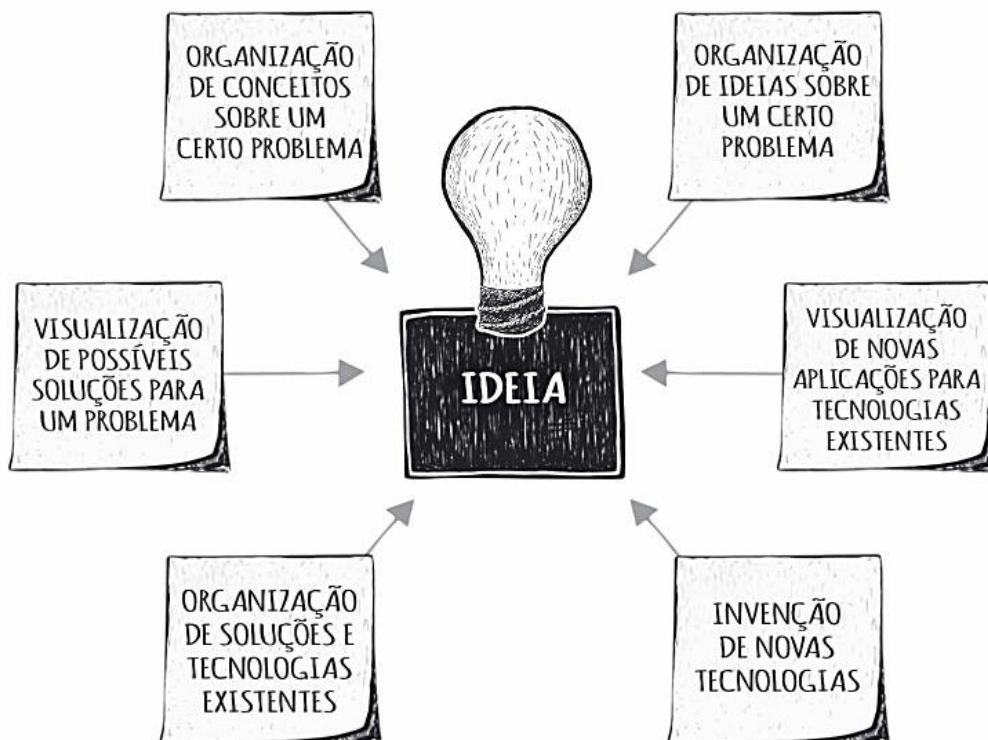 ORGANIZAÇÃO
DE CONCEITOS
SOBRE UM
CERTO PROBLEMA
ORGANIZAÇÃO
DE IDEIAS SOBRE
UM CERTO
PROBLEMA
VISUALIZAÇÃO
DE POSSÍVEIS
SOLUÇÕES PARA
UM PROBLEMA
IDEIA
VISUALIZAÇÃO
DE NOVAS
APLICAÇÕES PARA
TECNOLOGIAS
EXISTENTES
ORGANIZAÇÃO
DE SOLUÇÕES E
TECNOLOGIAS
EXISTENTES
INVENÇÃO
DE NOVAS
TECNOLOGIAS